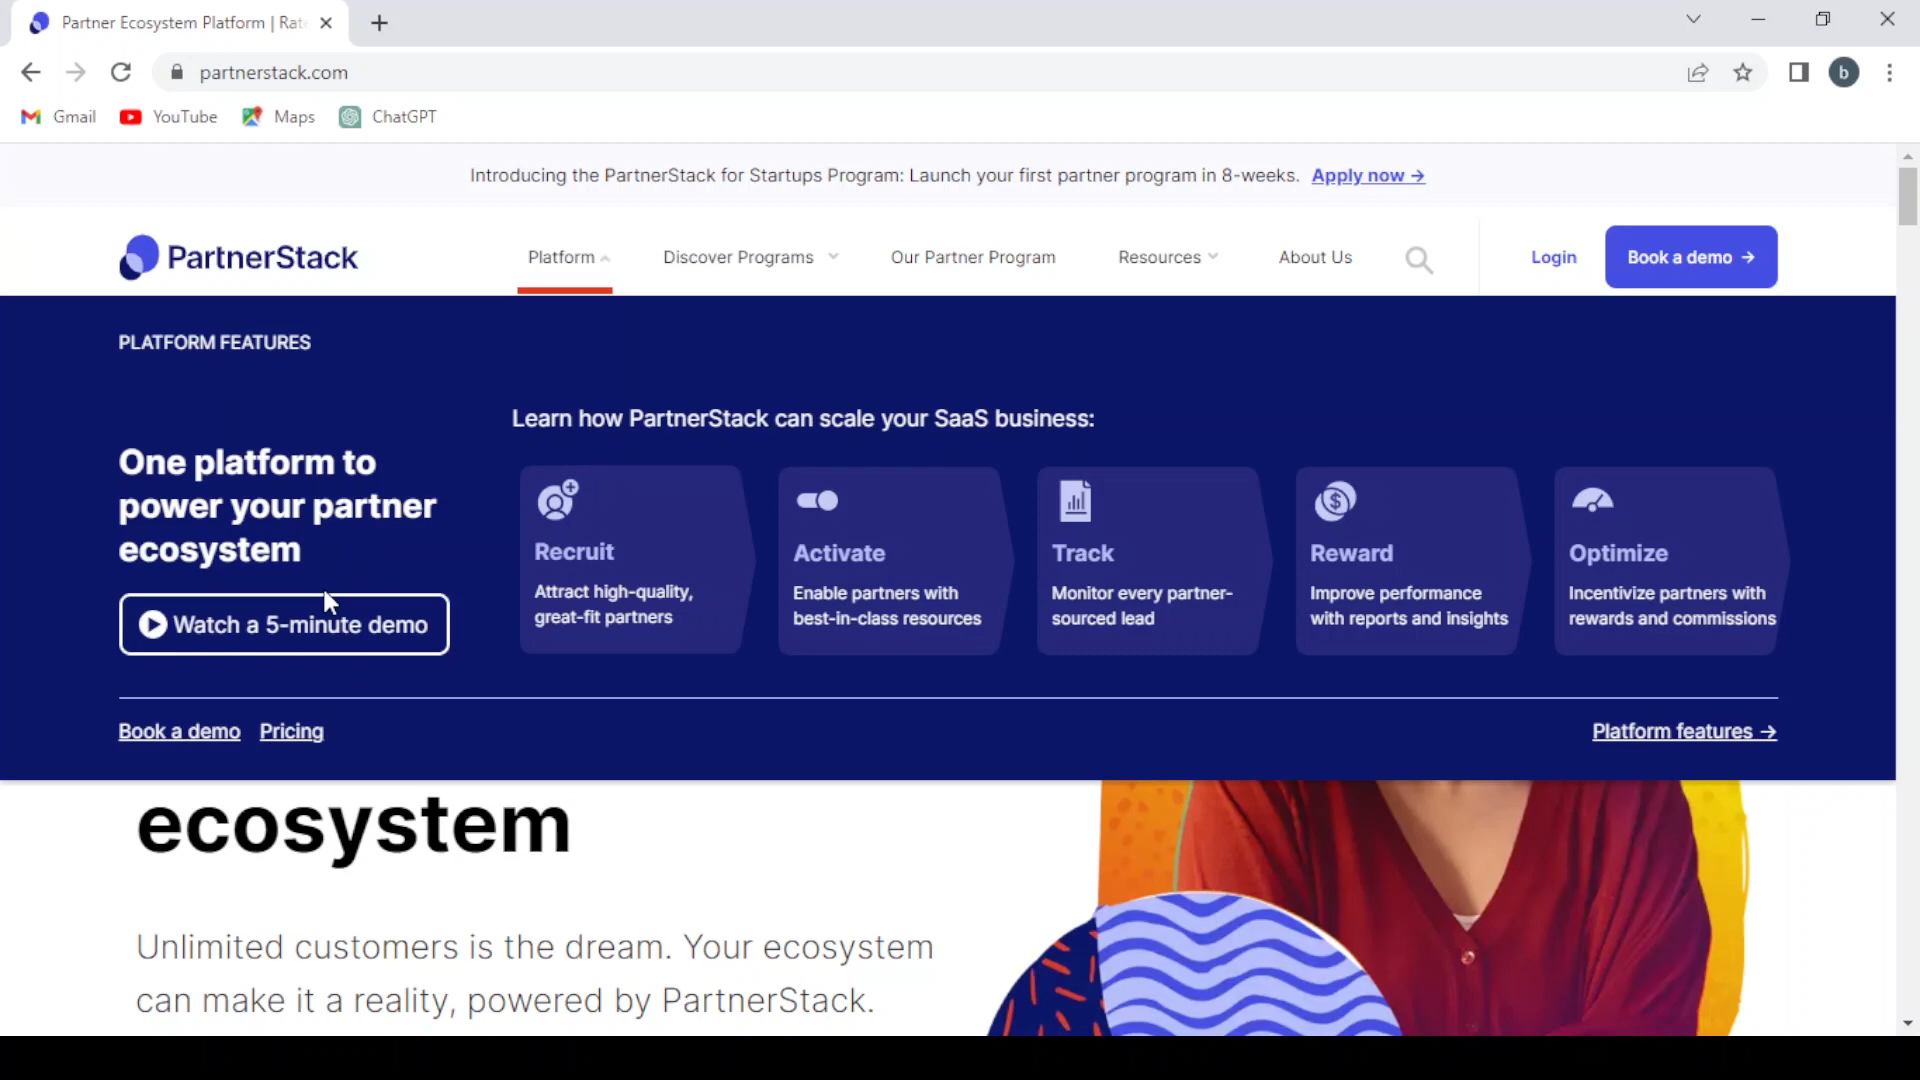 Partner Ecosystem Platform | Rat
partnerstack.com
b
Gmail YouTube Maps ChatGPT
Introducing the PartnerStack for Startups Program: Launch your first partner program in 8-weeks. Apply now →
PartnerStack
Platform Discover Programs Our Partner Program Resources About Us Login Book a demo →
PLATFORM FEATURES
Learn how PartnerStack can scale your SaaS business:
One platform to
power your partner
ecosystem
Watch a 5-minute demo
Recruit
Attract high-quality,
great-fit partners
Activate
Enable partners with
best-in-class resources
Track
Monitor every partner-
sourced lead
Reward
Improve performance
with reports and insights
Optimize
Incentivize partners with
rewards and commissions
Book a demo Pricing Platform features →
ecosystem
Unlimited customers is the dream. Your ecosystem
can make it a reality, powered by PartnerStack.